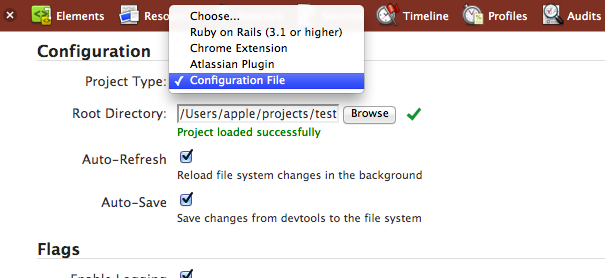 Elements
Choose...
Timeline
Profiles
Audits
Ruby on Rails (3.1 or higher)
Chrome Extension
Configuration
Atlassian Plugin
Project Type:
✓ Configuration File
Root Directory:
/Users/apple/projects/test
Browse
Project loaded successfully
Auto-Refresh
Reload file system changes in the background
Auto-Save
Save changes from devtools to the file system
Flags
Enable Logging